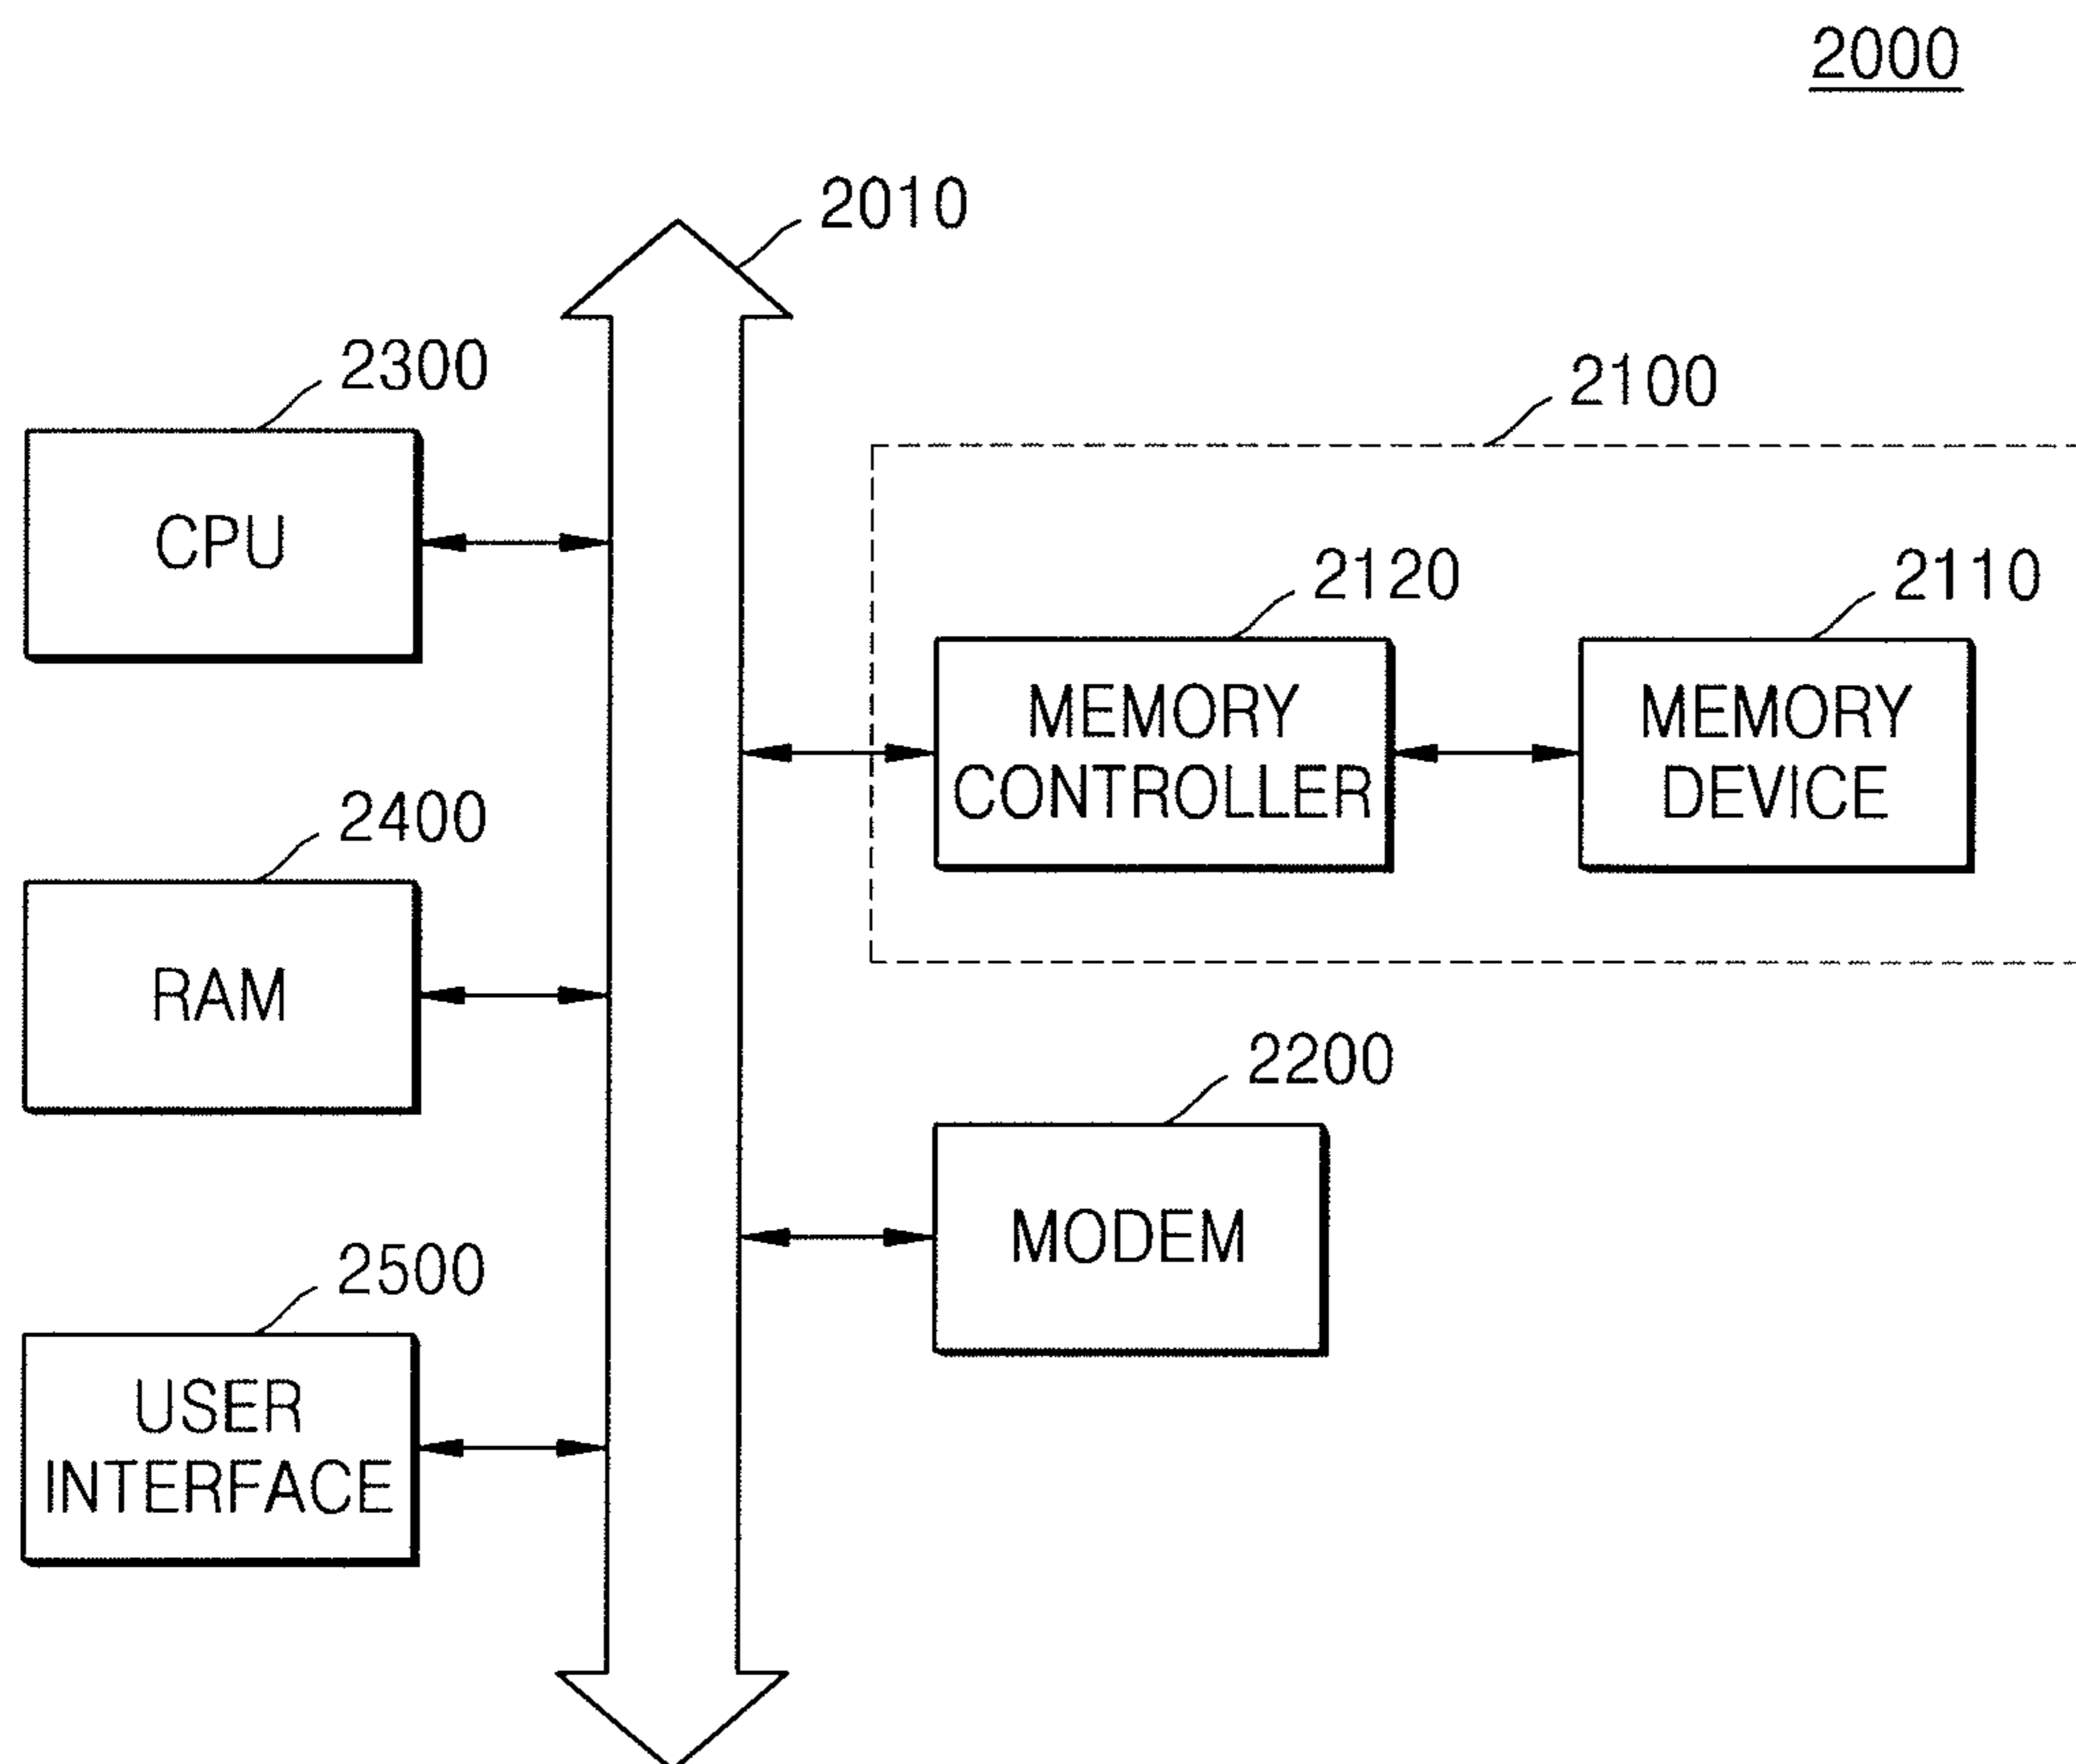 2000
2010
2300
CPU
2100
2120
MEMORY
CONTROLLER
2110
MEMORY
DEVICE
2400
RAM
2200
MODEM
2500
USER
INTERFACE